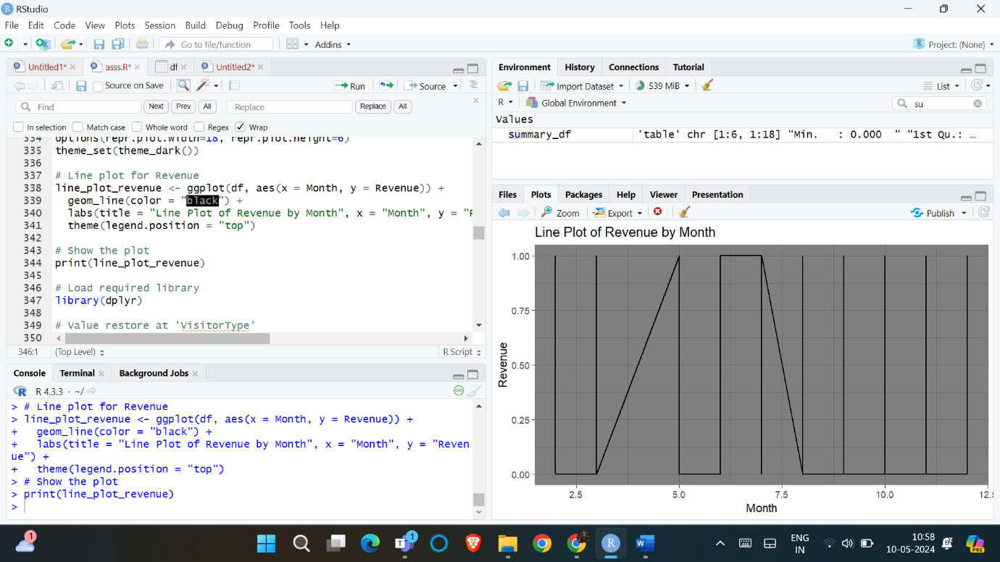 RStudio
File Edit Code View Plots Session Build Debug Profile Tools Help
Go to file/function Addins Project: (None)
Untitled1* asss.R* df Untitled2*
Source on Save Run Source
Find Next Prev All Replace Replace All
In selection Match case Whole word Regex Wrap
334 options(repr.plot.width=18, repr.plot.height=6)
335 theme_set(theme_dark())
336
337 # Line plot for Revenue
338 line_plot_revenue <- ggplot(df, aes(x = Month, y = Revenue)) +
339 geom_line(color = "black") +
340 labs(title = "Line Plot of Revenue by Month", x = "Month", y = "R
341 theme(legend.position = "top")
342
343 # Show the plot
344 print(line_plot_revenue)
345
346 # Load required library
347 library(dplyr)
348
349 # Value restore at 'VisitorType'
350
346:1 (Top Level) R Script
Console Terminal Background Jobs
R 4.3.3 · ~/
> # Line plot for Revenue
> line_plot_revenue <- ggplot(df, aes(x = Month, y = Revenue)) +
+ geom_line(color = "black") +
+ labs(title = "Line Plot of Revenue by Month", x = "Month", y = "Reven
ue") +
+ theme(legend.position = "top")
> # Show the plot
> print(line_plot_revenue)
>
Environment History Connections Tutorial
Import Dataset 539 MiB List
R Global Environment su
Values
summary_df 'table' chr [1:6, 1:18] "Min. : 0.000 " "1st Qu.: …
Files Plots Packages Help Viewer Presentation
Zoom Export Publish
Line Plot of Revenue by Month
1.00
0.75
0.50
0.25
0.00
Revenue
2.5 5.0 7.5 10.0 12.
Month
1 1 ENG
IN
10:58
10-05-2024
PRE